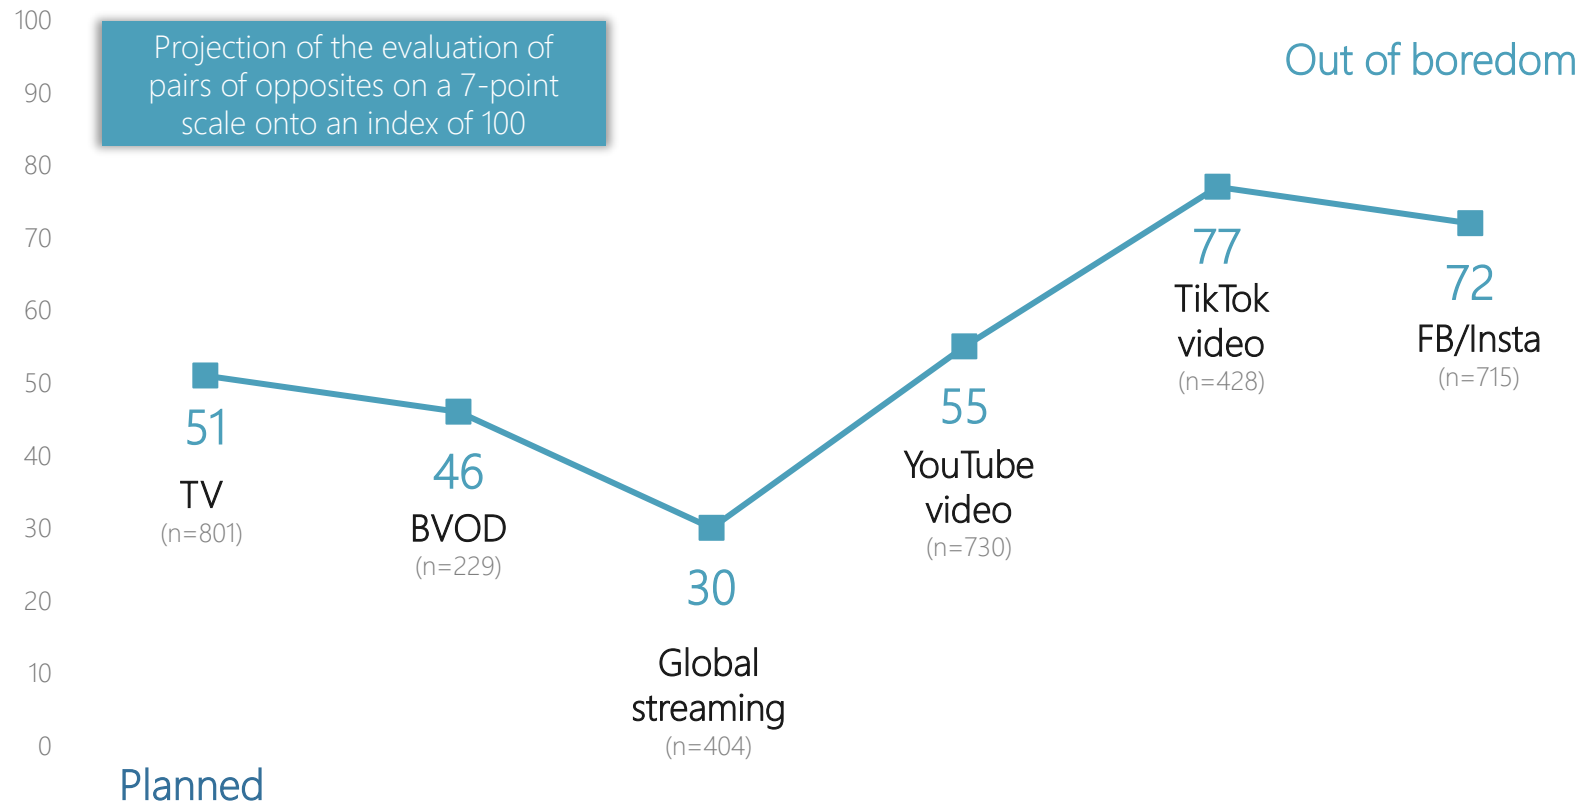 100
90
80
70
60
50
40
30
20
10
0
Projection of the evaluation of
pairs of opposites on a 7-point
scale onto an index of 100
Out of boredom
51
TV
(n=801)
46
BVOD
(n=229)
30
Global
streaming
(n=404)
55
YouTube
video
(n=730)
77
TikTok
video
(n=428)
72
FB/Insta
(n=715)
Planned